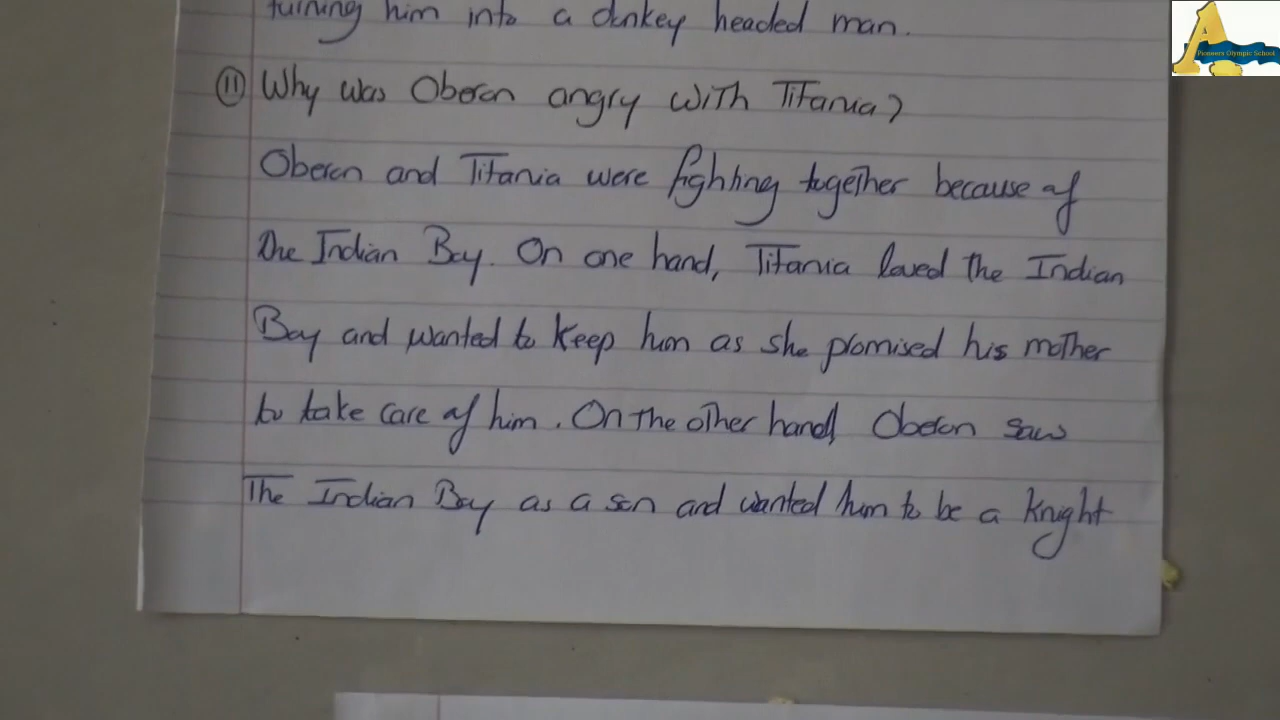 turning him into a donkey headed man.
11 Why was Oberon angry with Titania?
Oberon and Titania were fighting together because of
the Indian Boy. On one hand, Titania loved the Indian
Boy and wanted to keep him as she promised his mother
to take care of him. On the other hand, Oberon saw
The Indian Boy as a son and wanted him to be a Knight
A
Pioneers Olympic School